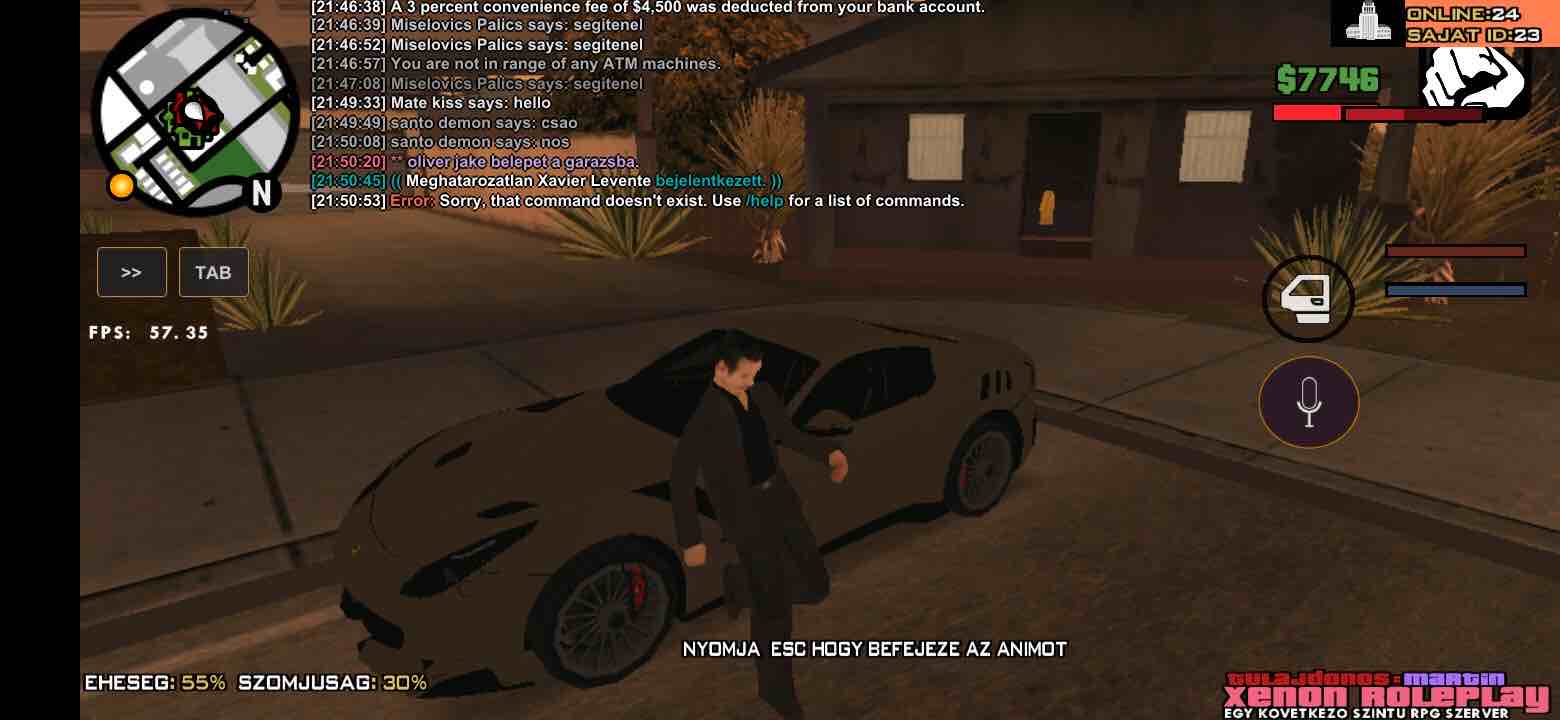 [21:46:38] A 3 percent convenience fee of $4,500 was deducted from your bank account.
[21:46:39] Miselovics Palics says: segitenel
[21:46:52] Miselovics Palics says: segitenel
[21:46:57] You are not in range of any ATM machines.
[21:47:08] Miselovics Palics says: segitenel
[21:49:33] Mate kiss says: hello
[21:49:49] santo demon says: csao
[21:50:08] santo demon says: nos
[21:50:20] ** oliver jake belepet a garazsba.
[21:50:45] (( Meghatarozatlan Xavier Levente bejelentkezett. ))
[21:50:53] Error: Sorry, that command doesn't exist. Use /help for a list of commands.
ONLINE:24
SAJAT ID:23
$7746
N
>> TAB
FPS: 57.35
NYOMJA ESC HOGY BEFEJEZE AZ ANIMOT
EHESEG: 55% SZOMJUSAG: 30%
tulajdonos : martin
xenon Roleplay
EGY KOVETKEZO SZINTU RPG SZERVER